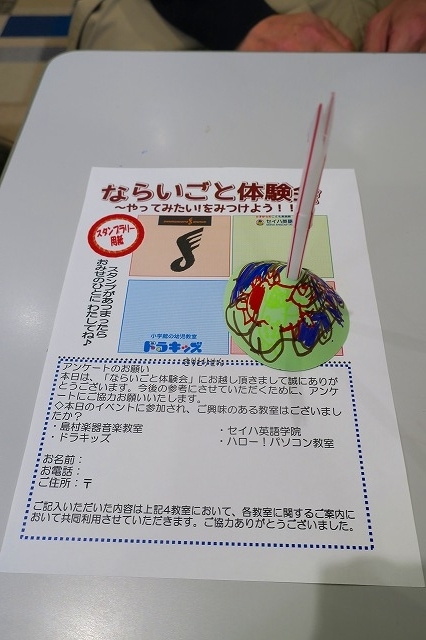 ならいごと体験会
～やってみたい！をみつけよう！！～
スタンプラリー
用紙
スタンプがあつまったら
おみせのひとに わたしてね♪
セイハ英語
小学館の幼児教室
ドラキッズ
アンケートのお願い
本日は、「ならいごと体験会」にお越し頂きまして誠にありが
とうございます。今後の参考にさせていただくために、アンケ
ートにご協力お願いいたします。
◇本日のイベントに参加され、ご興味のある教室はございまし
たか？
・島村楽器音楽教室
・セイハ英語学院
・ドラキッズ
・ハロー！パソコン教室
お名前：
お電話：
ご住所：〒
ご記入いただいた内容は上記4教室において、各教室に関するご案内に
おいて共同利用させていただきます。ご協力ありがとうございました。